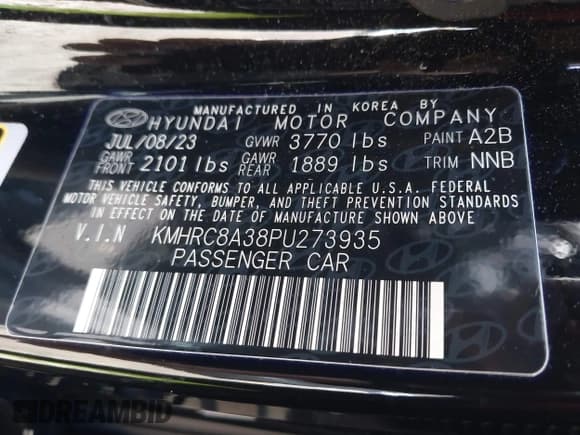 MANUFACTURED IN KOREA BY
HYUNDAI MOTOR COMPANY
JUL/08/23 GVWR 3770 lbs PAINT A2B
GAWR FRONT 2101 lbs GAWR REAR 1889 lbs TRIM NNB
THIS VEHICLE CONFORMS TO ALL APPLICABLE U.S.A. FEDERAL
MOTOR VEHICLE SAFETY, BUMPER, AND THEFT PREVENTION STANDARDS
IN EFFECT ON THE DATE OF MANUFACTURE SHOWN ABOVE
V.I.N KMHRC8A38PU273935
PASSENGER CAR
DREAMBID